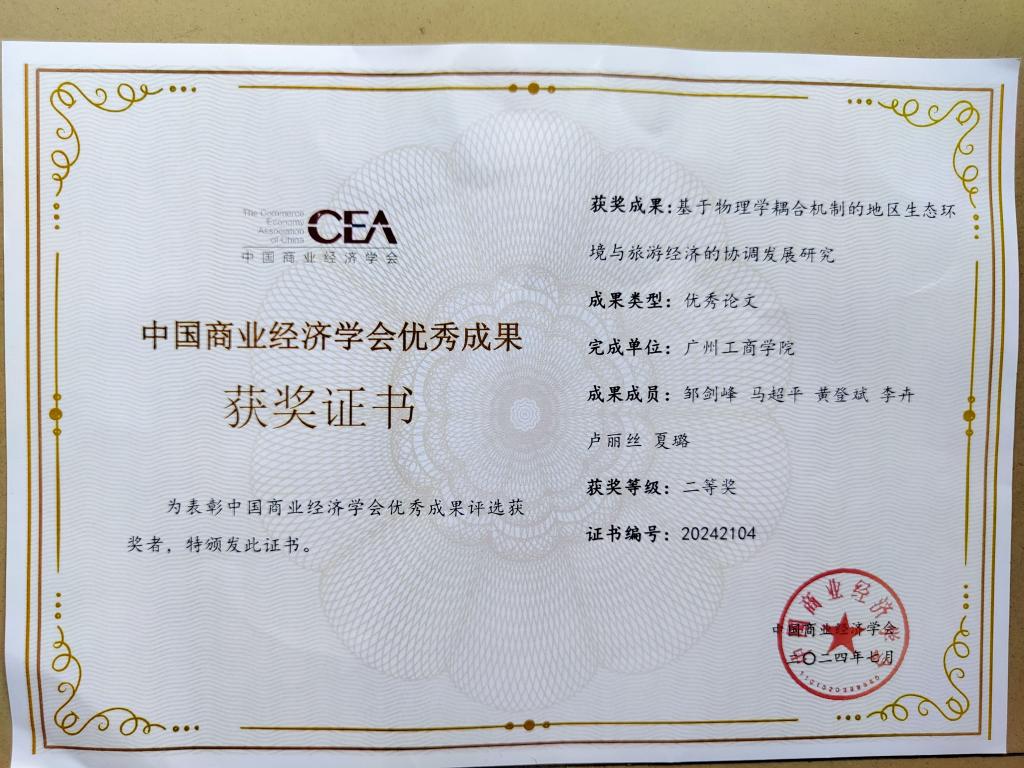 The Commerce
Economy
Association
of China
CEA
中国商业经济学会
中国商业经济学会优秀成果
获奖证书
为表彰中国商业经济学会优秀成果评选获
奖者，特颁发此证书。
获奖成果：基于物理学耦合机制的地区生态环
境与旅游经济的协调发展研究
成果类型：优秀论文
完成单位：广州工商学院
成果成员：邹剑峰 马超平 黄登斌 李卉
卢丽丝 夏璐
获奖等级：二等奖
证书编号：20242104
中国商业经济学会
中国商业经济学会
二〇二四年七月